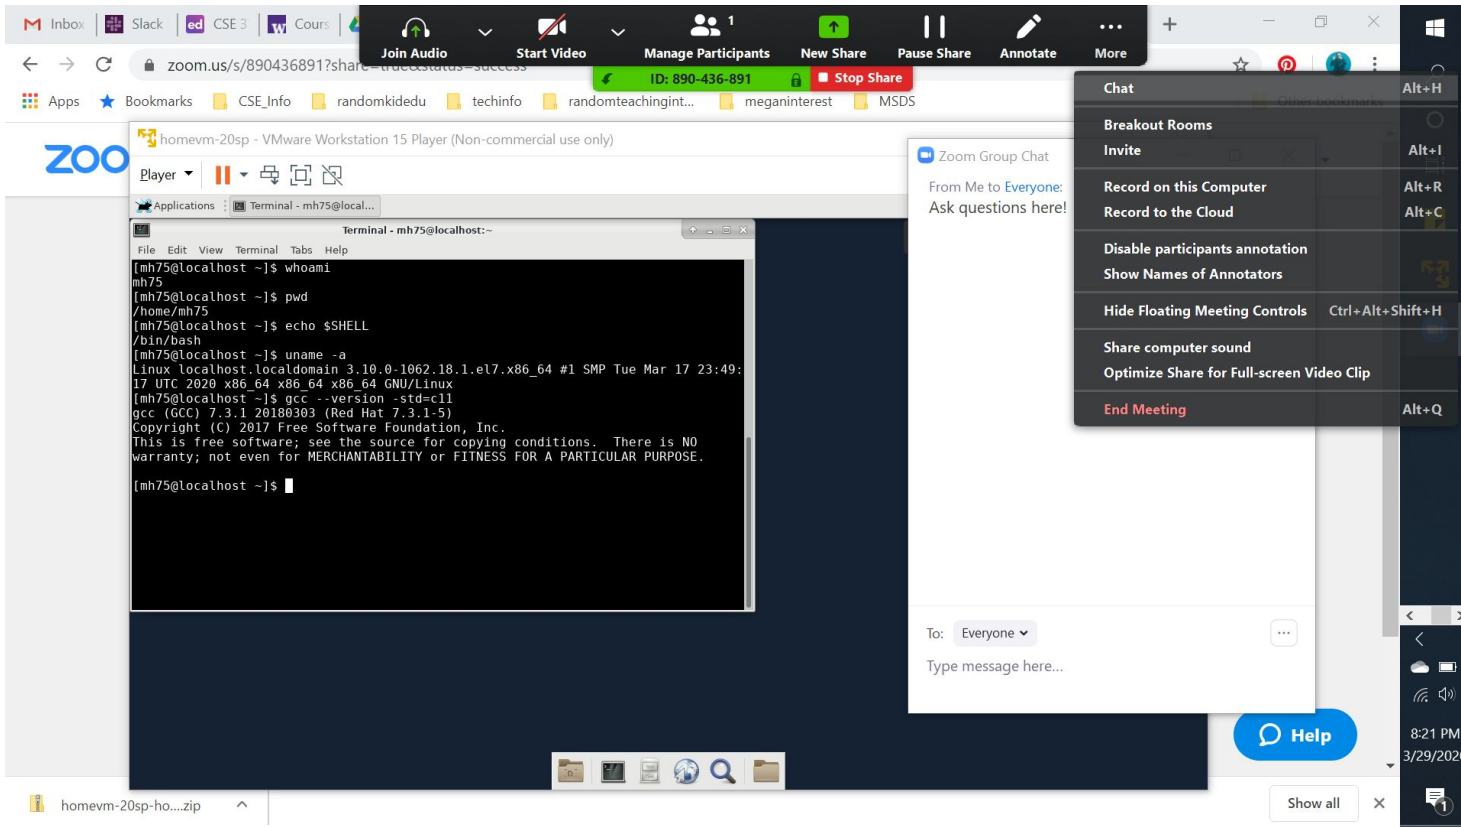 Inbox
Slack
ed
CSE 3
W
Cours
Join Audio
Start Video
1
Manage Participants
New Share
Pause Share
Annotate
More
zoom.us/s/890436891?share=true&status=success
ID: 890-436-891
Stop Share
Apps
Bookmarks
CSE_Info
randomkidedu
techinfo
randomteachingint...
meganinterest
MSDS
Other bookmarks
ZOO
homevm-20sp - VMware Workstation 15 Player (Non-commercial use only)
Player
Applications
Terminal - mh75@local...
Terminal - mh75@localhost:~
File Edit View Terminal Tabs Help
[mh75@localhost ~]$ whoami
mh75
[mh75@localhost ~]$ pwd
/home/mh75
[mh75@localhost ~]$ echo $SHELL
/bin/bash
[mh75@localhost ~]$ uname -a
Linux localhost.localdomain 3.10.0-1062.18.1.el7.x86_64 #1 SMP Tue Mar 17 23:49:
17 UTC 2020 x86_64 x86_64 x86_64 GNU/Linux
[mh75@localhost ~]$ gcc --version -std=c11
gcc (GCC) 7.3.1 20180303 (Red Hat 7.3.1-5)
Copyright (C) 2017 Free Software Foundation, Inc.
This is free software; see the source for copying conditions.  There is NO
warranty; not even for MERCHANTABILITY or FITNESS FOR A PARTICULAR PURPOSE.
[mh75@localhost ~]$
Zoom Group Chat
From Me to Everyone:
Ask questions here!
To: Everyone
Type message here...
Chat Alt+H
Breakout Rooms
Invite Alt+I
Record on this Computer Alt+R
Record to the Cloud Alt+C
Disable participants annotation
Show Names of Annotators
Hide Floating Meeting Controls Ctrl+Alt+Shift+H
Share computer sound
Optimize Share for Full-screen Video Clip
End Meeting Alt+Q
Help
8:21 PM
3/29/202
homevm-20sp-ho....zip
Show all
1